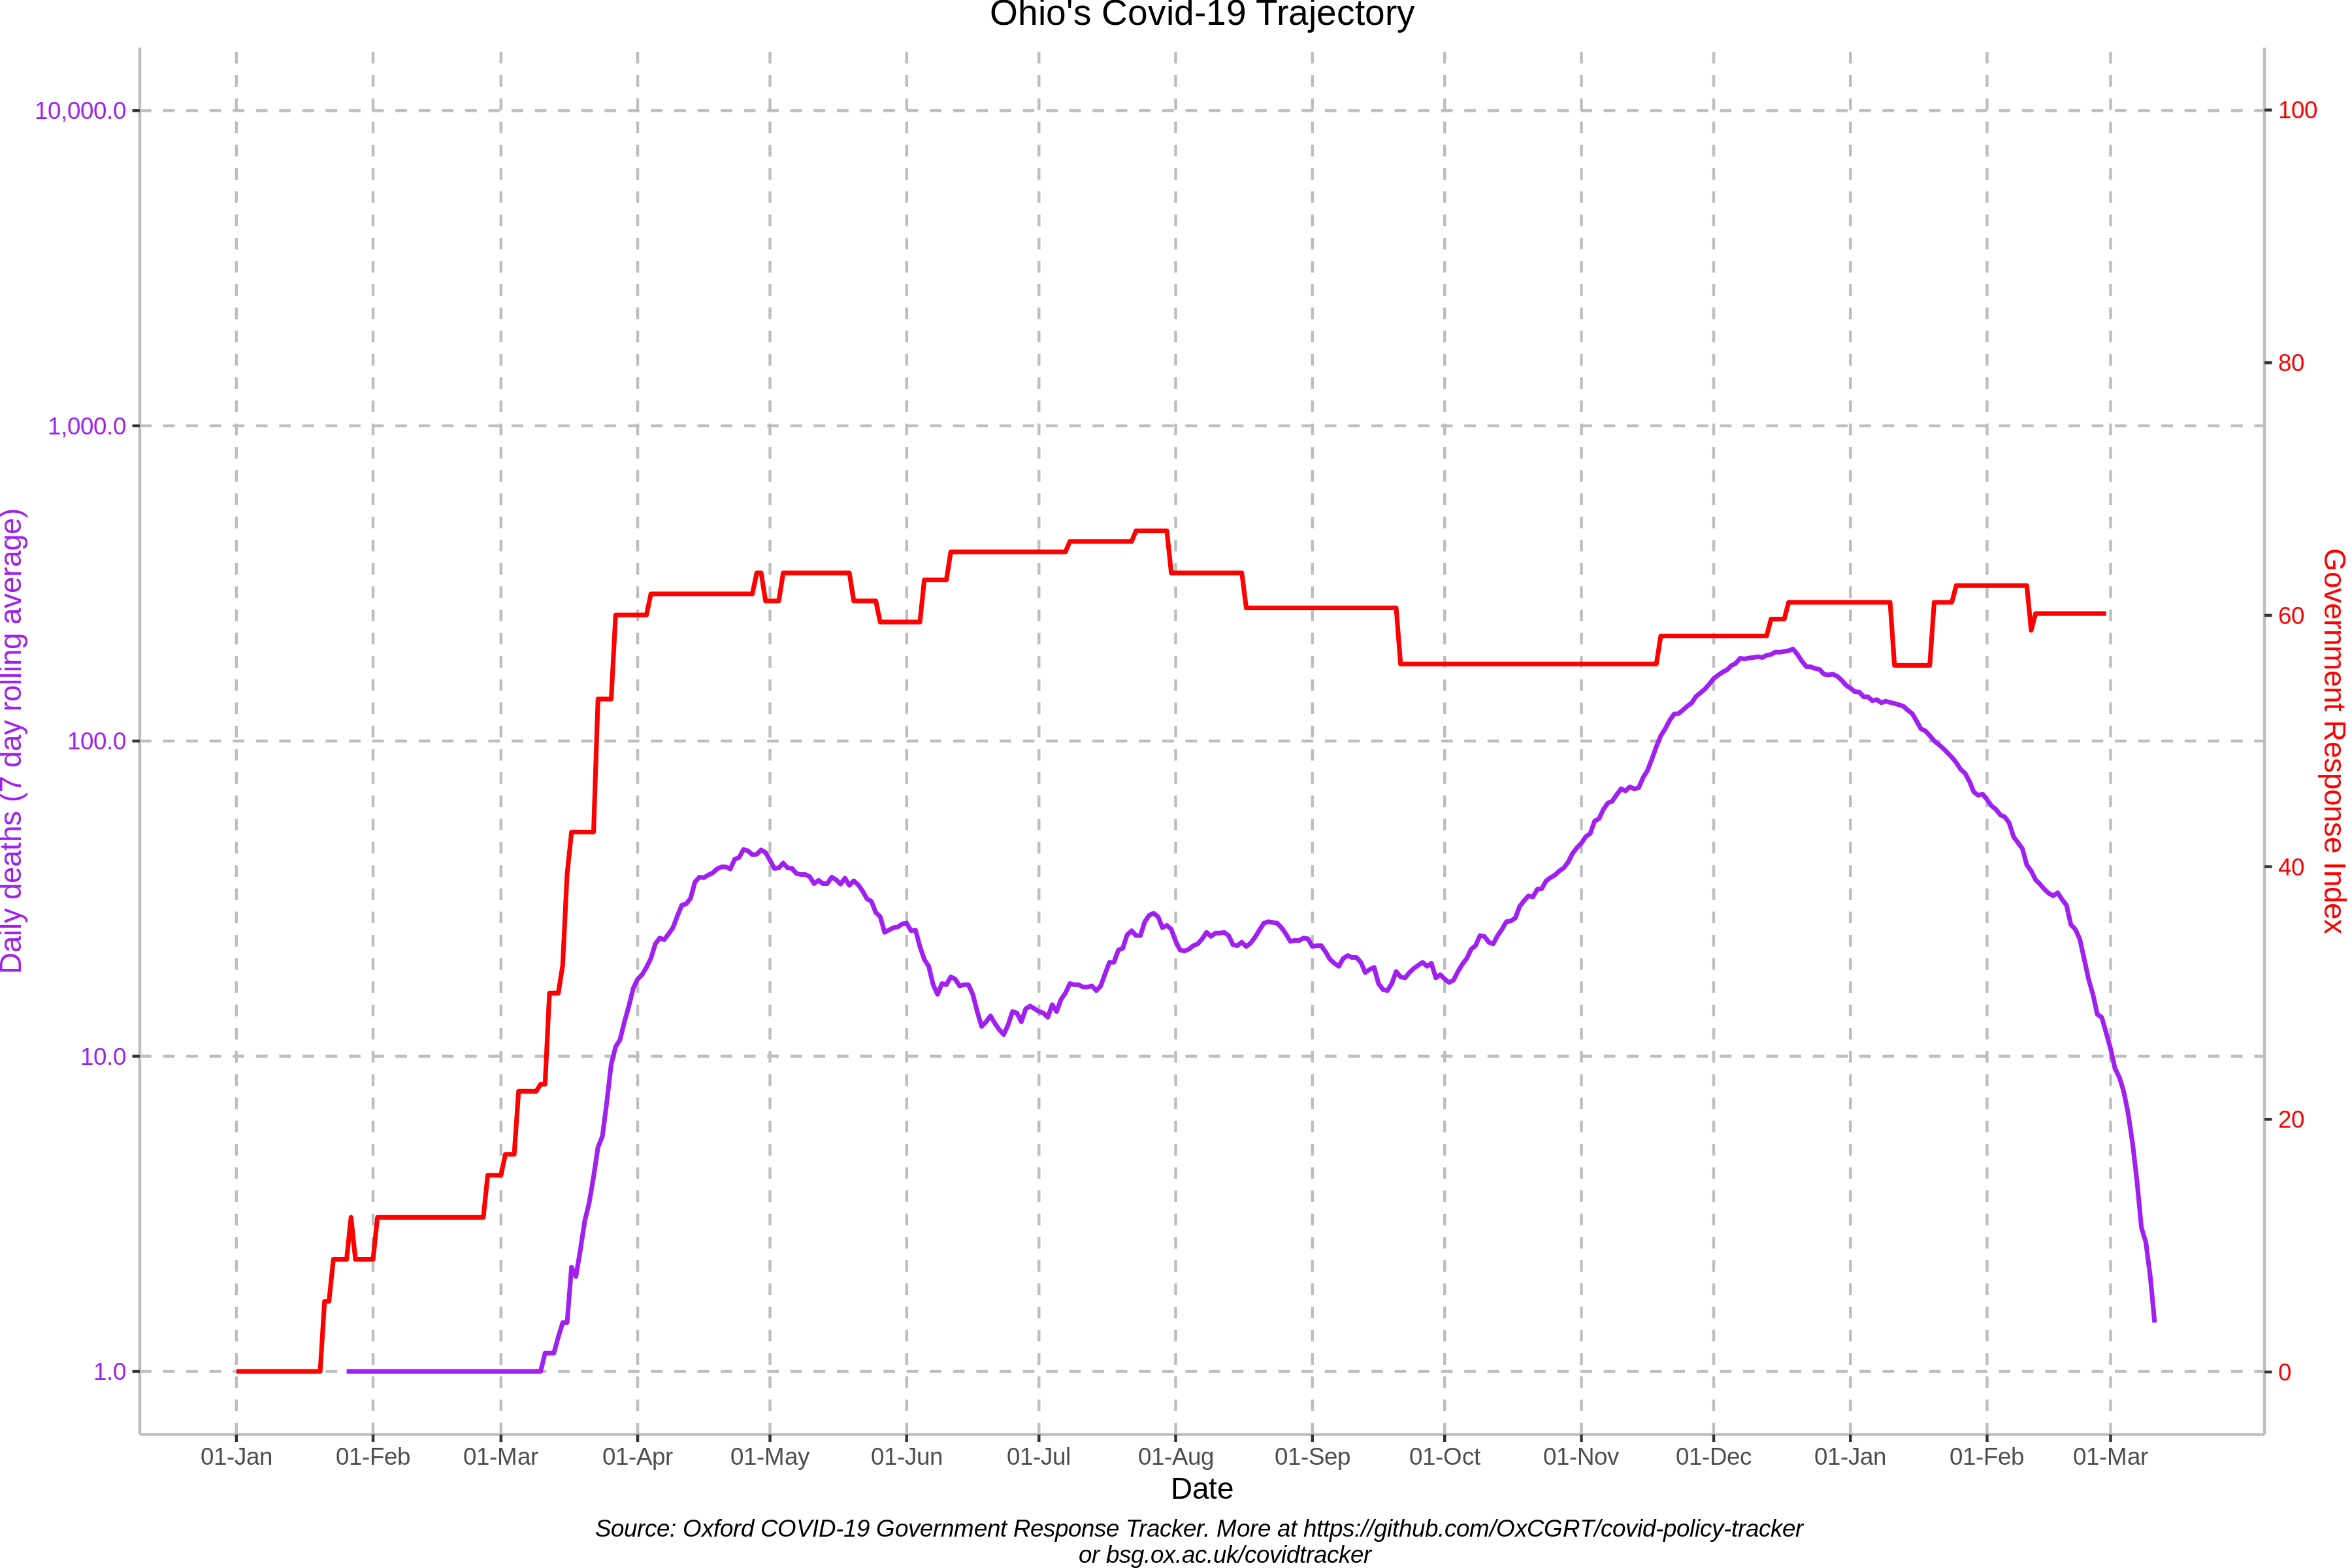 Ohio's Covid-19 Trajectory
10,000.0
1,000.0
100.0
10.0
1.0
Daily deaths (7 day rolling average)
100
80
60
40
20
0
Government Response Index
01-Jan 01-Feb 01-Mar 01-Apr 01-May 01-Jun 01-Jul 01-Aug 01-Sep 01-Oct 01-Nov 01-Dec 01-Jan 01-Feb 01-Mar
Date
Source: Oxford COVID-19 Government Response Tracker. More at https://github.com/OxCGRT/covid-policy-tracker
or bsg.ox.ac.uk/covidtracker